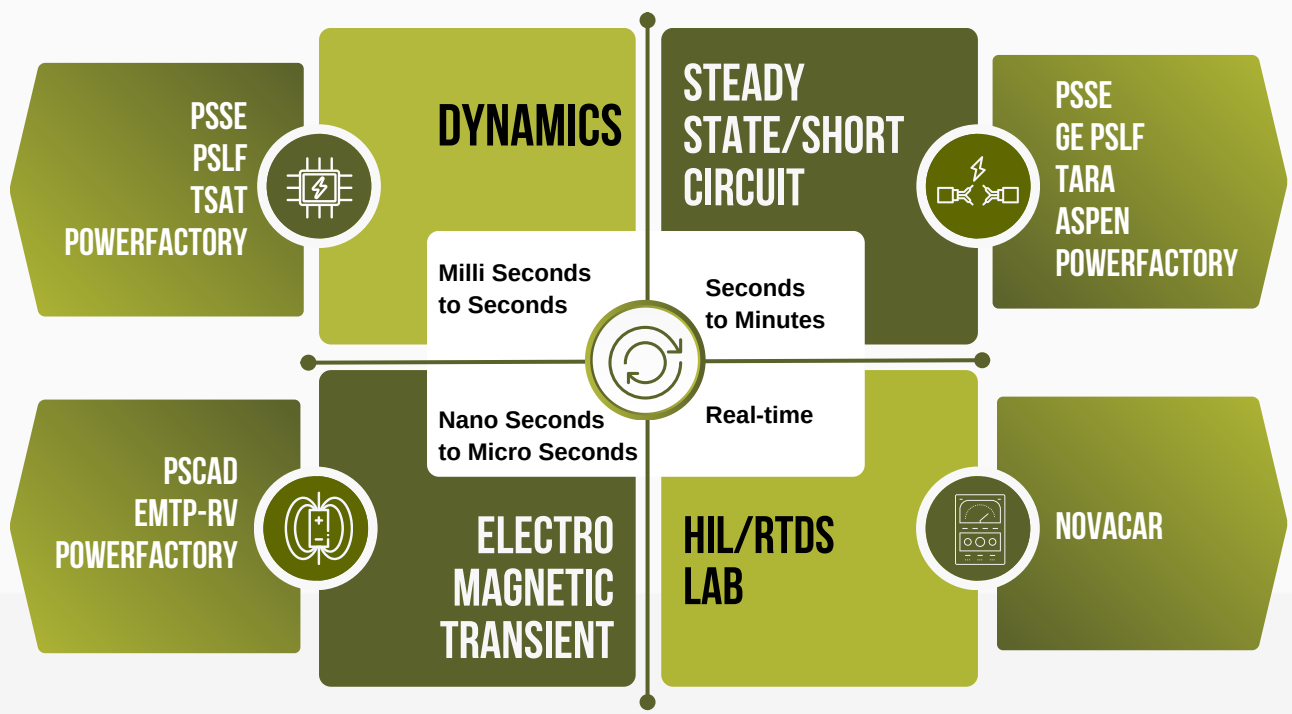 PSSE
PSLF
TSAT
POWERFACTORY
DYNAMICS
Milli Seconds
to Seconds
STEADY
STATE/SHORT
CIRCUIT
Seconds
to Minutes
PSSE
GE PSLF
TARA
ASPEN
POWERFACTORY
PSCAD
EMTP-RV
POWERFACTORY
Nano Seconds
to Micro Seconds
ELECTRO
MAGNETIC
TRANSIENT
Real-time
HIL/RTDS
LAB
NOVACAR